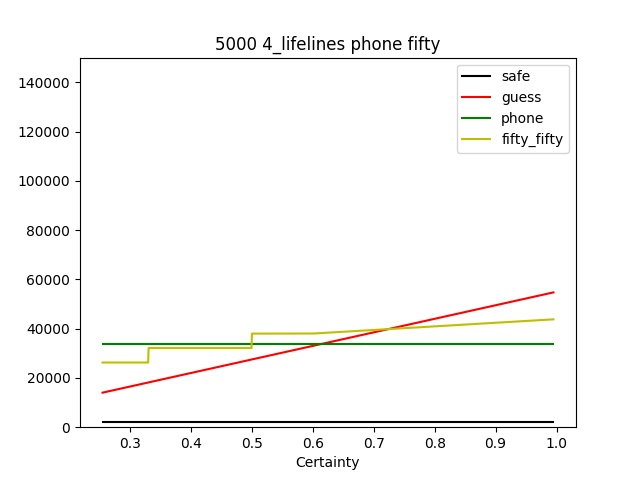 5000 4_lifelines phone fifty
safe
guess
phone
fifty_fifty
140000
120000
100000
80000
60000
40000
20000
0
0.3 0.4 0.5 0.6 0.7 0.8 0.9 1.0
Certainty